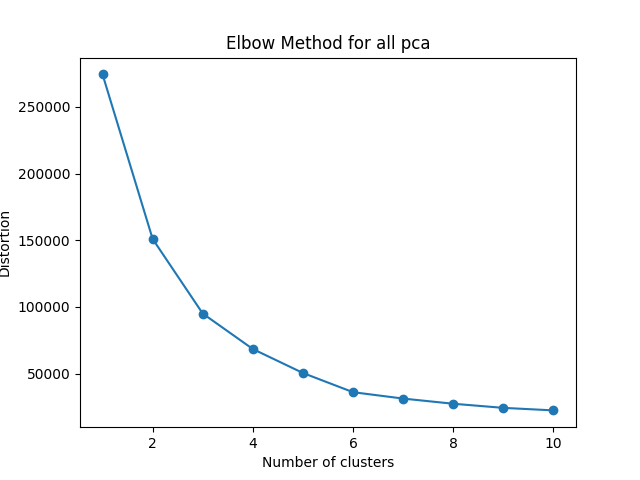 Elbow Method for all pca
250000
200000
150000
100000
50000
Distortion
2 4 6 8 10
Number of clusters